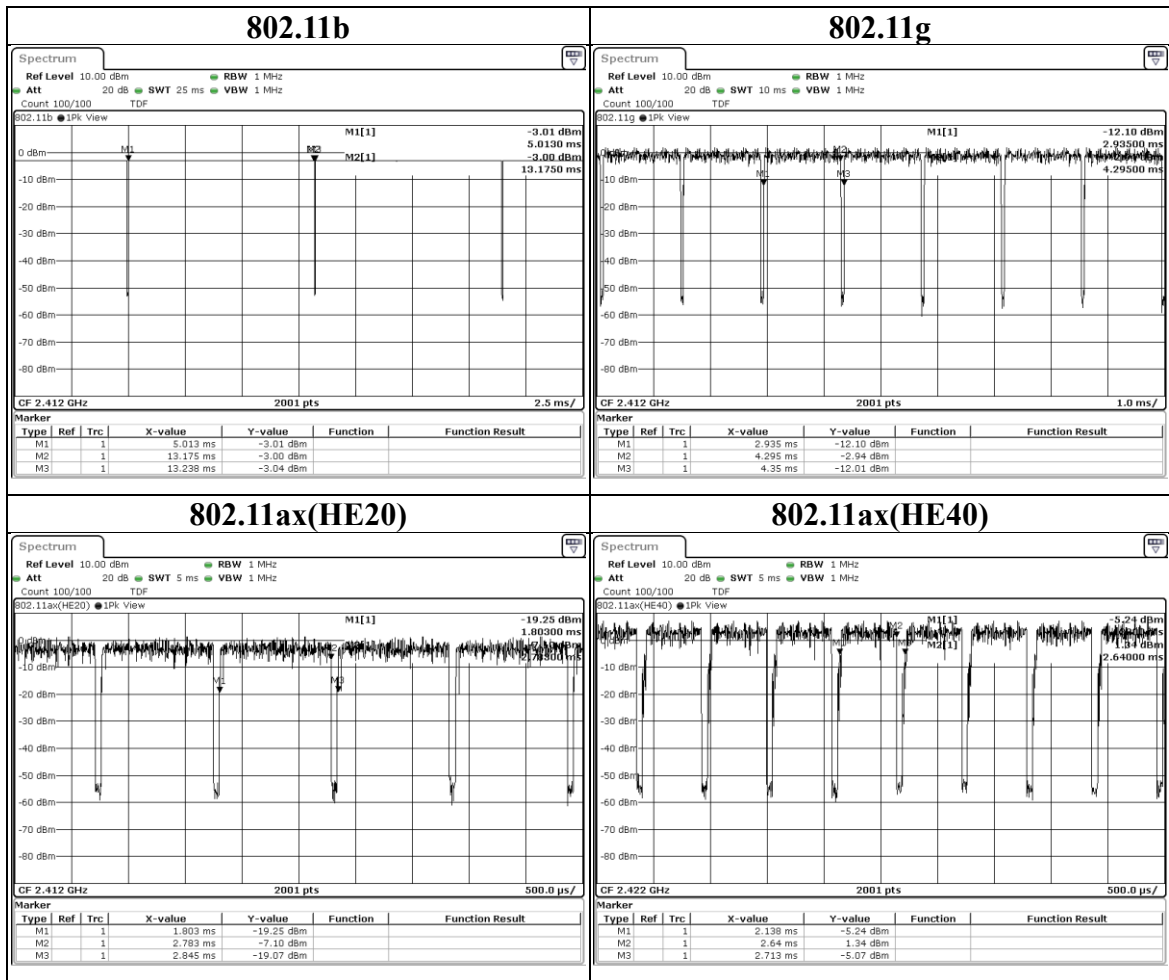 802.11b
Spectrum
Ref Level 10.00 dBm RBW 1 MHz
Att 20 dB SWT 25 ms VBW 1 MHz
Count 100/100 TDF
802.11b 1Pk View
M1[1] -3.01 dBm
5.0130 ms
M2[1] -3.00 dBm
13.1750 ms
M1
0 dBm
-10 dBm
-20 dBm
-30 dBm
-40 dBm
-50 dBm
-60 dBm
-70 dBm
-80 dBm
CF 2.412 GHz 2001 pts 2.5 ms/
Marker
Type Ref Trc X-value Y-value Function Function Result
M1 1 5.013 ms -3.01 dBm
M2 1 13.175 ms -3.00 dBm
M3 1 13.238 ms -3.04 dBm
802.11g
Spectrum
Ref Level 10.00 dBm RBW 1 MHz
Att 20 dB SWT 10 ms VBW 1 MHz
Count 100/100 TDF
802.11g 1Pk View
M1[1] -12.10 dBm
2.93500 ms
4.29500 ms
M2
M1 M3
0 dBm
-10 dBm
-20 dBm
-30 dBm
-40 dBm
-50 dBm
-60 dBm
-70 dBm
-80 dBm
CF 2.412 GHz 2001 pts 1.0 ms/
Marker
Type Ref Trc X-value Y-value Function Function Result
M1 1 2.935 ms -12.10 dBm
M2 1 4.295 ms -2.94 dBm
M3 1 4.35 ms -12.01 dBm
802.11ax(HE20)
Spectrum
Ref Level 10.00 dBm RBW 1 MHz
Att 20 dB SWT 5 ms VBW 1 MHz
Count 100/100 TDF
802.11ax(HE20) 1Pk View
M1[1] -19.25 dBm
1.80300 ms
M1 M3
0 dBm
-10 dBm
-20 dBm
-30 dBm
-40 dBm
-50 dBm
-60 dBm
-70 dBm
-80 dBm
CF 2.412 GHz 2001 pts 500.0 µs/
Marker
Type Ref Trc X-value Y-value Function Function Result
M1 1 1.803 ms -19.25 dBm
M2 1 2.783 ms -7.10 dBm
M3 1 2.845 ms -19.07 dBm
802.11ax(HE40)
Spectrum
Ref Level 10.00 dBm RBW 1 MHz
Att 20 dB SWT 5 ms VBW 1 MHz
Count 100/100 TDF
802.11ax(HE40) 1Pk View
M1[1] -5.24 dBm
M2[1] 1.34 dBm
2.64000 ms
M2
-10 dBm
-20 dBm
-30 dBm
-40 dBm
-50 dBm
-60 dBm
-70 dBm
-80 dBm
CF 2.422 GHz 2001 pts 500.0 µs/
Marker
Type Ref Trc X-value Y-value Function Function Result
M1 1 2.138 ms -5.24 dBm
M2 1 2.64 ms 1.34 dBm
M3 1 2.713 ms -5.07 dBm